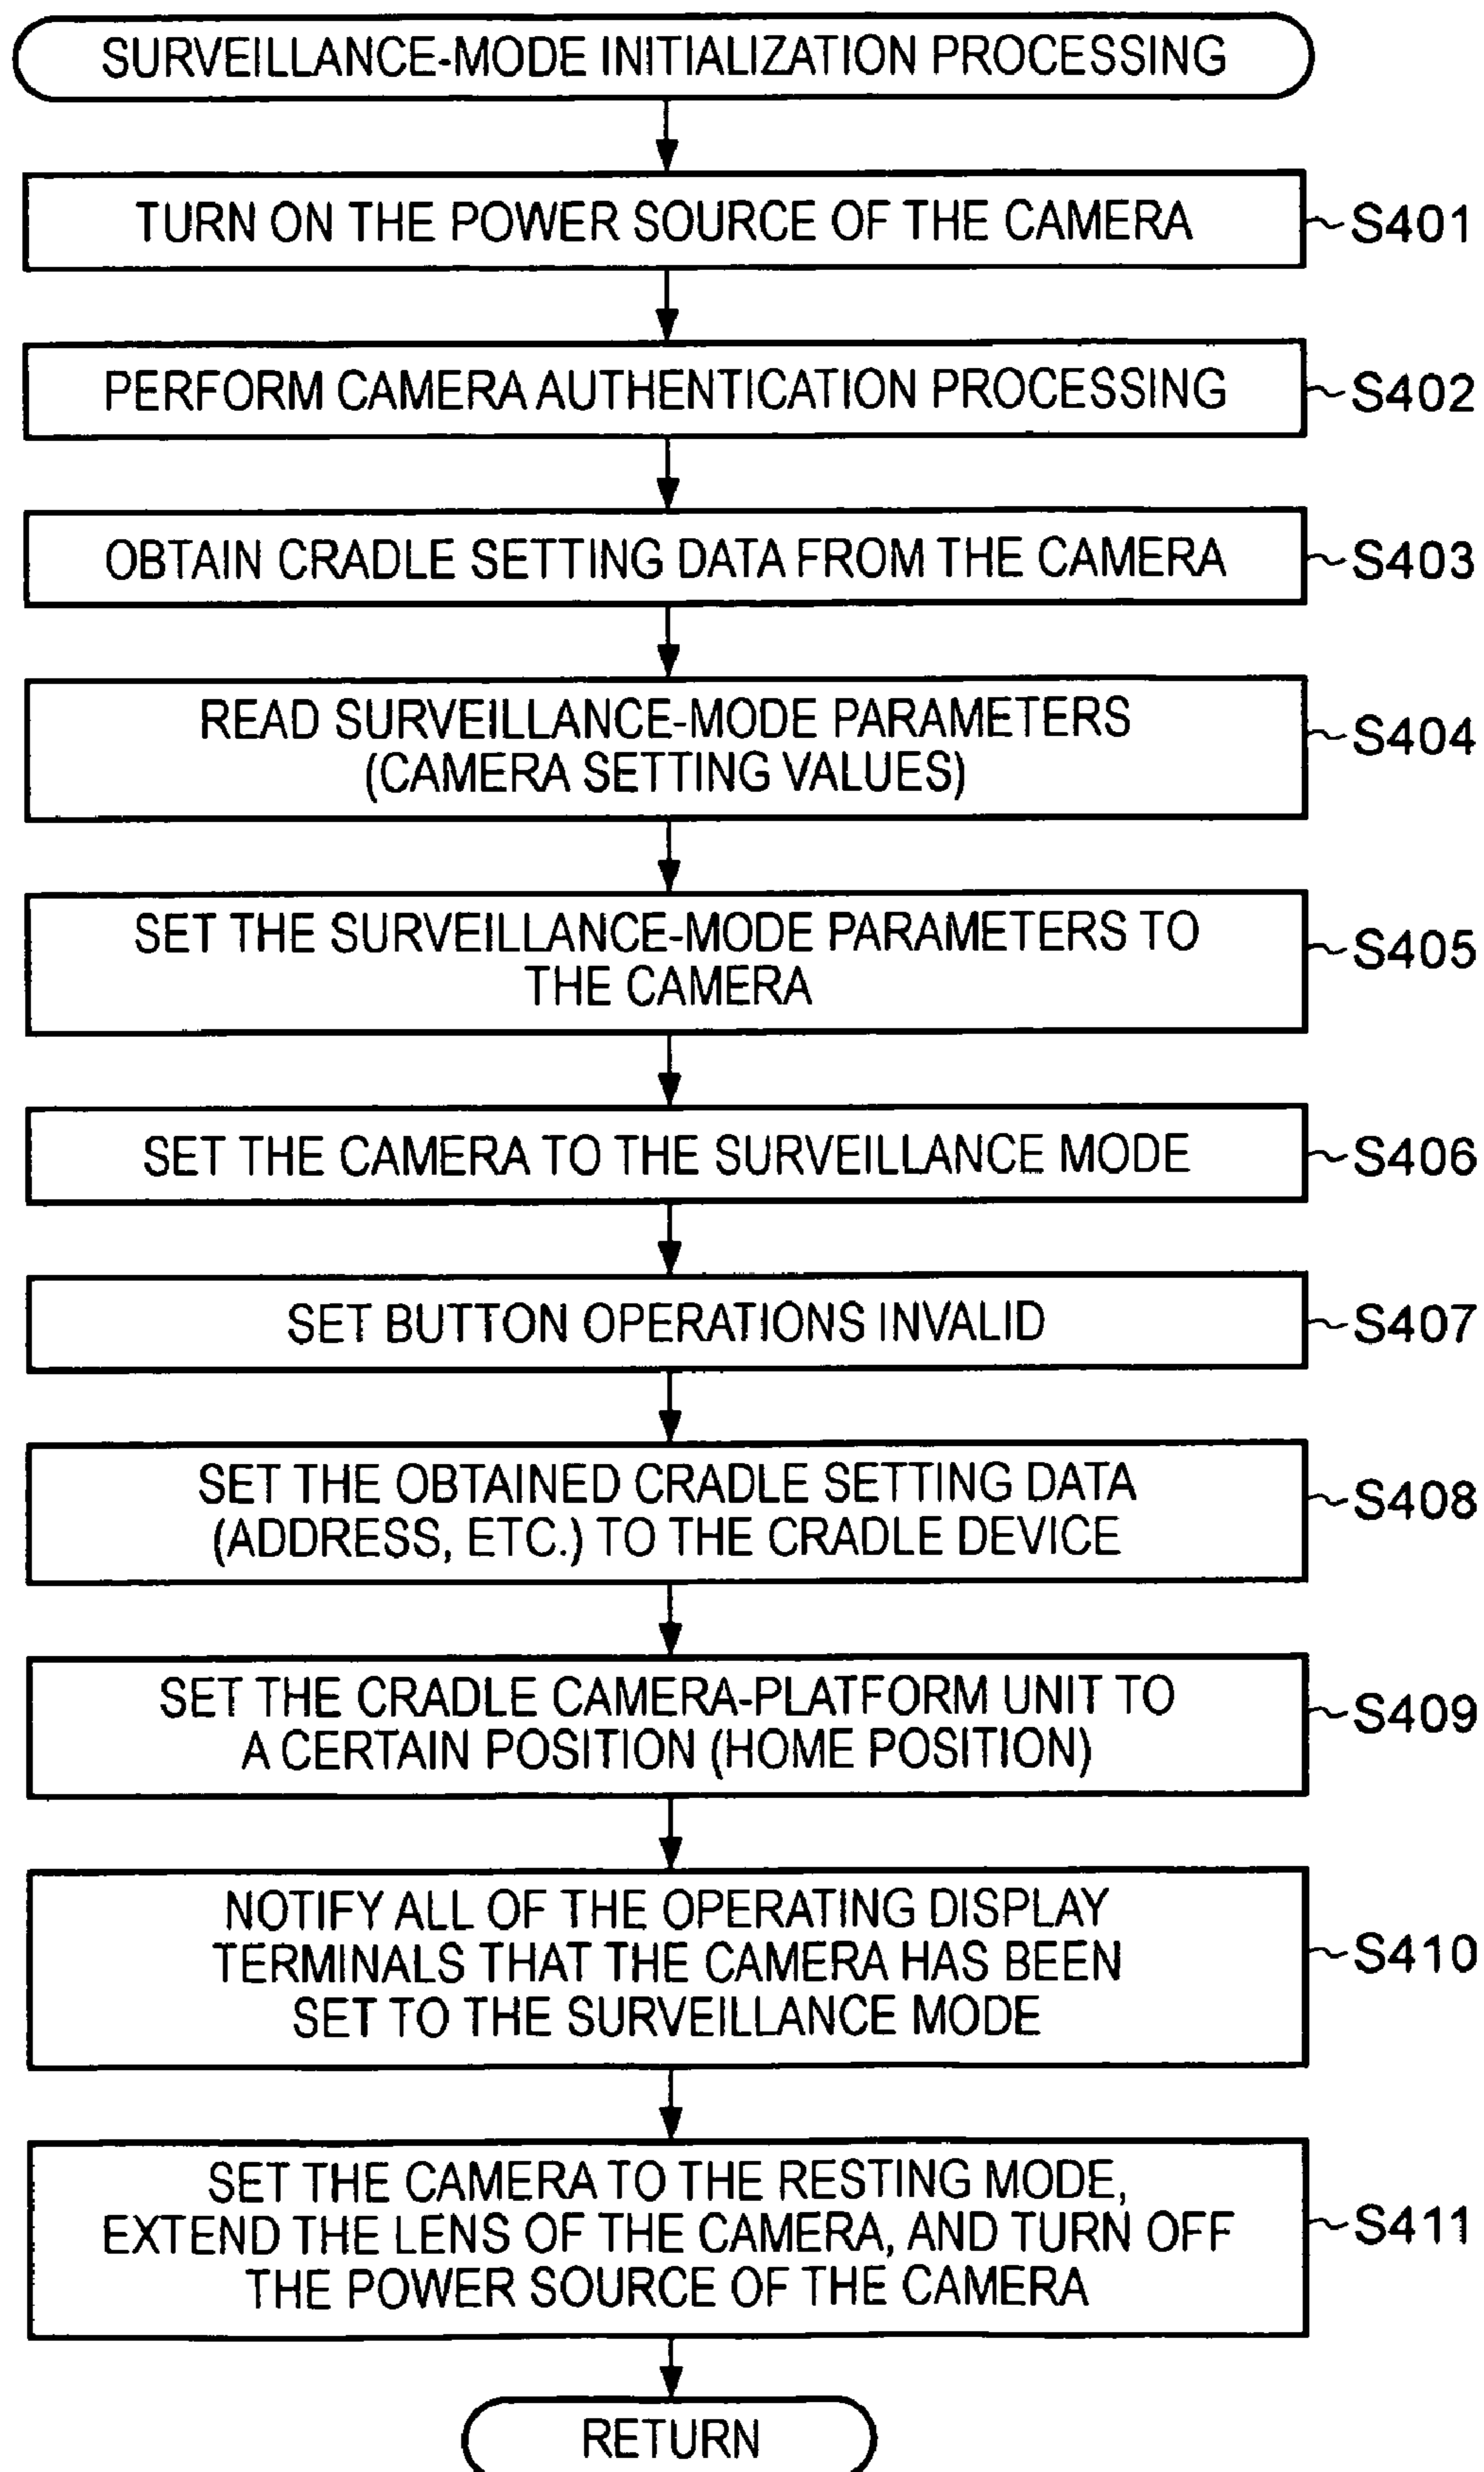 SURVEILLANCE-MODE INITIALIZATION PROCESSING
TURN ON THE POWER SOURCE OF THE CAMERA
S401
PERFORM CAMERA AUTHENTICATION PROCESSING
S402
OBTAIN CRADLE SETTING DATA FROM THE CAMERA
S403
READ SURVEILLANCE-MODE PARAMETERS
(CAMERA SETTING VALUES)
S404
SET THE SURVEILLANCE-MODE PARAMETERS TO
THE CAMERA
S405
SET THE CAMERA TO THE SURVEILLANCE MODE
S406
SET BUTTON OPERATIONS INVALID
S407
SET THE OBTAINED CRADLE SETTING DATA
(ADDRESS, ETC.) TO THE CRADLE DEVICE
S408
SET THE CRADLE CAMERA-PLATFORM UNIT TO
A CERTAIN POSITION (HOME POSITION)
S409
NOTIFY ALL OF THE OPERATING DISPLAY
TERMINALS THAT THE CAMERA HAS BEEN
SET TO THE SURVEILLANCE MODE
S410
SET THE CAMERA TO THE RESTING MODE,
EXTEND THE LENS OF THE CAMERA, AND TURN OFF
THE POWER SOURCE OF THE CAMERA
S411
RETURN